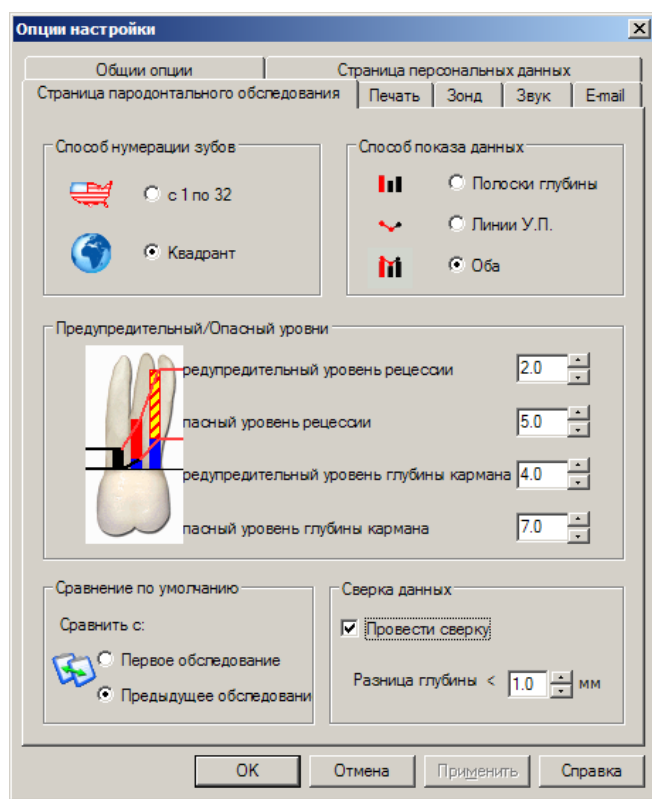 Опции настройки
Общии опции
Страница персональных данных
Страница пародонтального обследования
Печать
Зонд
Звук
E-mail
Способ нумерации зубов
с 1 по 32
Квадрант
Способ показа данных
Полоски глубины
Линии У.П.
Оба
Предупредительный/Опасный уровни
редупредительный уровень рецессии
2.0
пасный уровень рецессии
5.0
редупредительный уровень глубины кармана
4.0
пасный уровень глубины кармана
7.0
Сравнение по умолчанию
Сравнить с:
Первое обследование
Предыдущее обследовани
Сверка данных
Провести сверку
Разница глубины < 1.0 мм
OK
Отмена
Применить
Справка